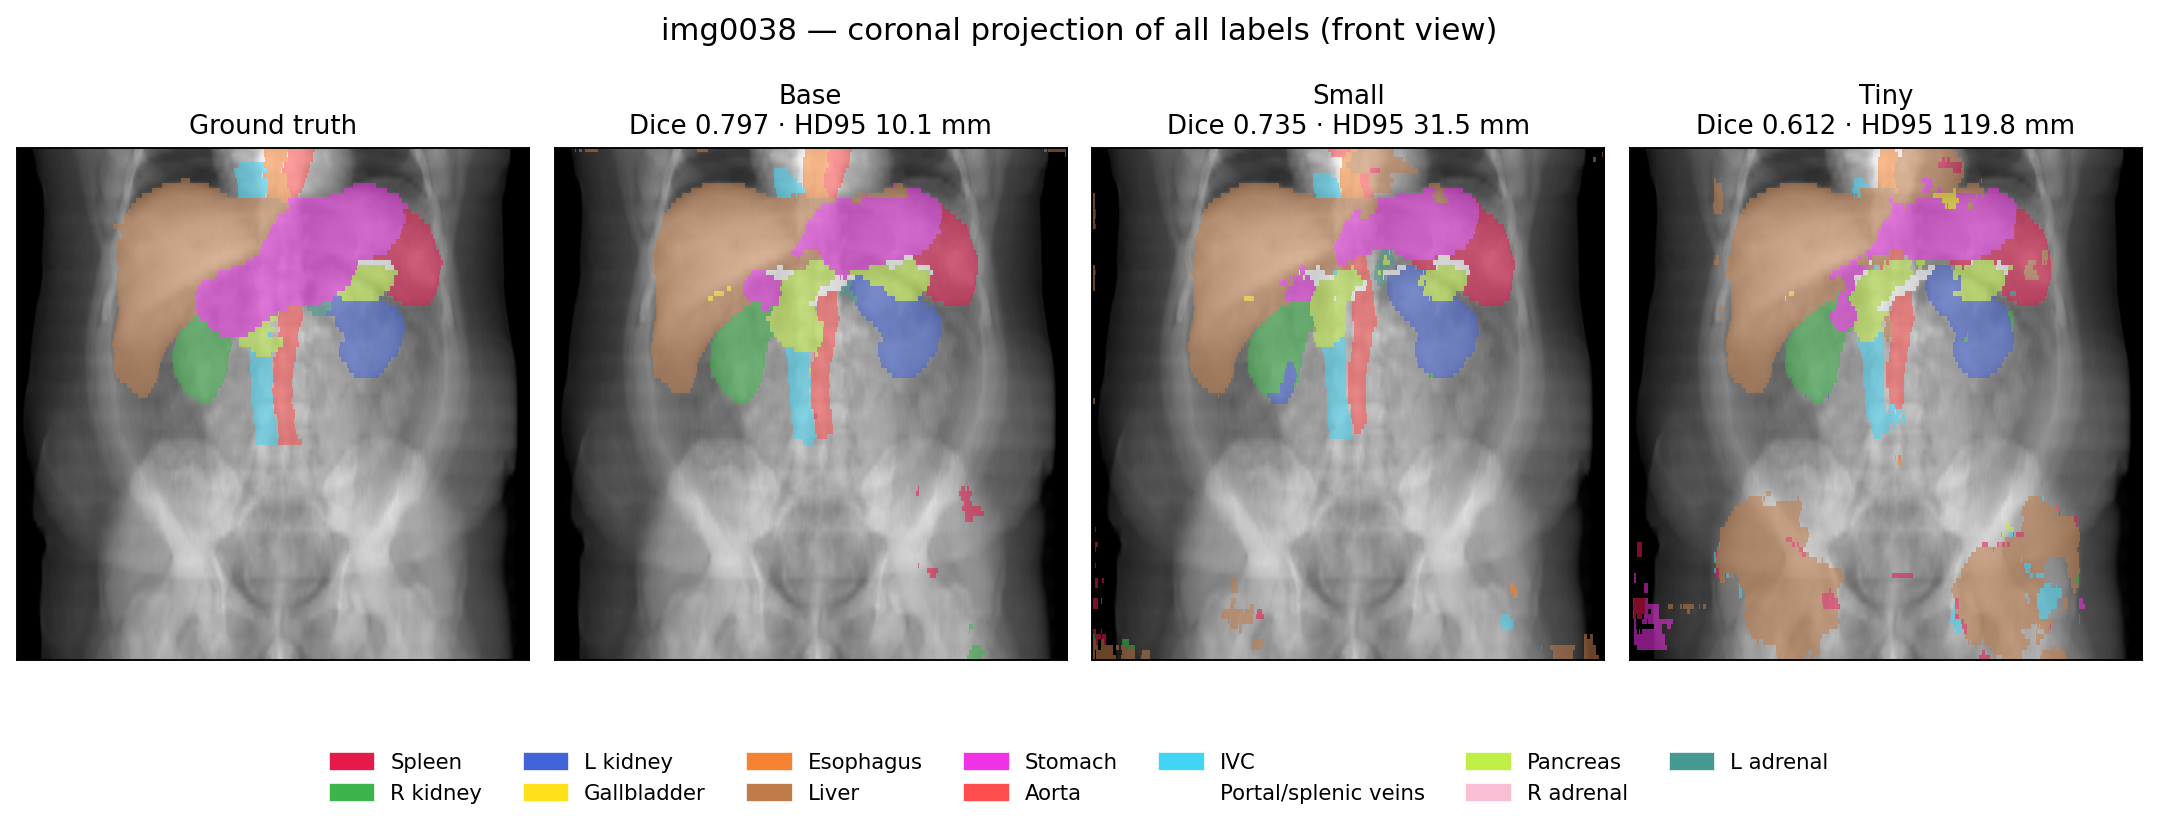 img0038 — coronal projection of all labels (front view)
Ground truth
Base
Dice 0.797 · HD95 10.1 mm
Small
Dice 0.735 · HD95 31.5 mm
Tiny
Dice 0.612 · HD95 119.8 mm
Spleen
R kidney
L kidney
Gallbladder
Esophagus
Liver
Stomach
Aorta
IVC
Portal/splenic veins
Pancreas
R adrenal
L adrenal